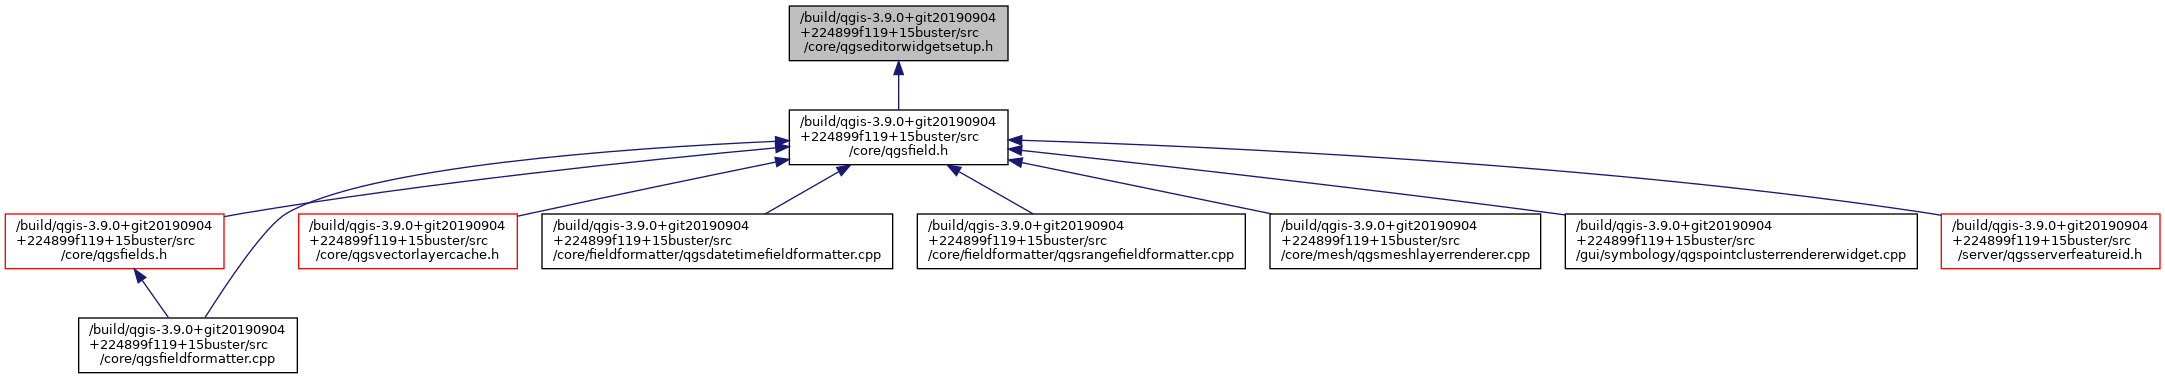 /build/qgis-3.9.0+git20190904
+224899f119+15buster/src
/core/qgseditorwidgetsetup.h
/build/qgis-3.9.0+git20190904
+224899f119+15buster/src
/core/qgsfield.h
/build/qgis-3.9.0+git20190904
+224899f119+15buster/src
/core/qgsfields.h
/build/qgis-3.9.0+git20190904
+224899f119+15buster/src
/core/qgsvectorlayercache.h
/build/qgis-3.9.0+git20190904
+224899f119+15buster/src
/core/fieldformatter/qgsdatetimefieldformatter.cpp
/build/qgis-3.9.0+git20190904
+224899f119+15buster/src
/core/fieldformatter/qgsrangefieldformatter.cpp
/build/qgis-3.9.0+git20190904
+224899f119+15buster/src
/core/mesh/qgsmeshlayerrenderer.cpp
/build/qgis-3.9.0+git20190904
+224899f119+15buster/src
/gui/symbology/qgspointclusterrendererwidget.cpp
/build/qgis-3.9.0+git20190904
+224899f119+15buster/src
/server/qgsserverfeatureid.h
/build/qgis-3.9.0+git20190904
+224899f119+15buster/src
/core/qgsfieldformatter.cpp